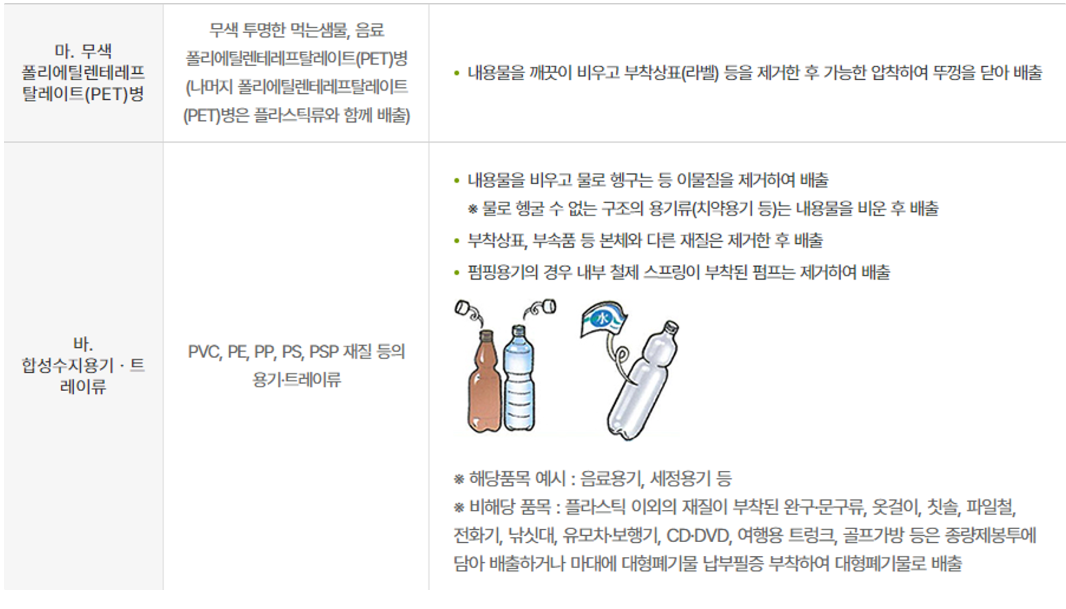 마. 무색
폴리에틸렌테레프
탈레이트(PET)병
무색 투명한 먹는샘물, 음료
폴리에틸렌테레프탈레이트(PET)병
(나머지 폴리에틸렌테레프탈레이트
(PET)병은 플라스틱류와 함께 배출)
• 내용물을 깨끗이 비우고 부착상표(라벨) 등을 제거한 후 가능한 압착하여 뚜껑을 닫아 배출
바.
합성수지용기 · 트
레이류
PVC, PE, PP, PS, PSP 재질 등의
용기·트레이류
• 내용물을 비우고 물로 헹구는 등 이물질을 제거하여 배출
※ 물로 헹굴 수 없는 구조의 용기류(치약용기 등)는 내용물을 비운 후 배출
• 부착상표, 부속품 등 본체와 다른 재질은 제거한 후 배출
• 펌핑용기의 경우 내부 철제 스프링이 부착된 펌프는 제거하여 배출
水
※ 해당품목 예시 : 음료용기, 세정용기 등
※ 비해당 품목 : 플라스틱 이외의 재질이 부착된 완구·문구류, 옷걸이, 칫솔, 파일철,
전화기, 낚싯대, 유모차·보행기, CD·DVD, 여행용 트렁크, 골프가방 등은 종량제봉투에
담아 배출하거나 마대에 대형폐기물 납부필증 부착하여 대형폐기물로 배출